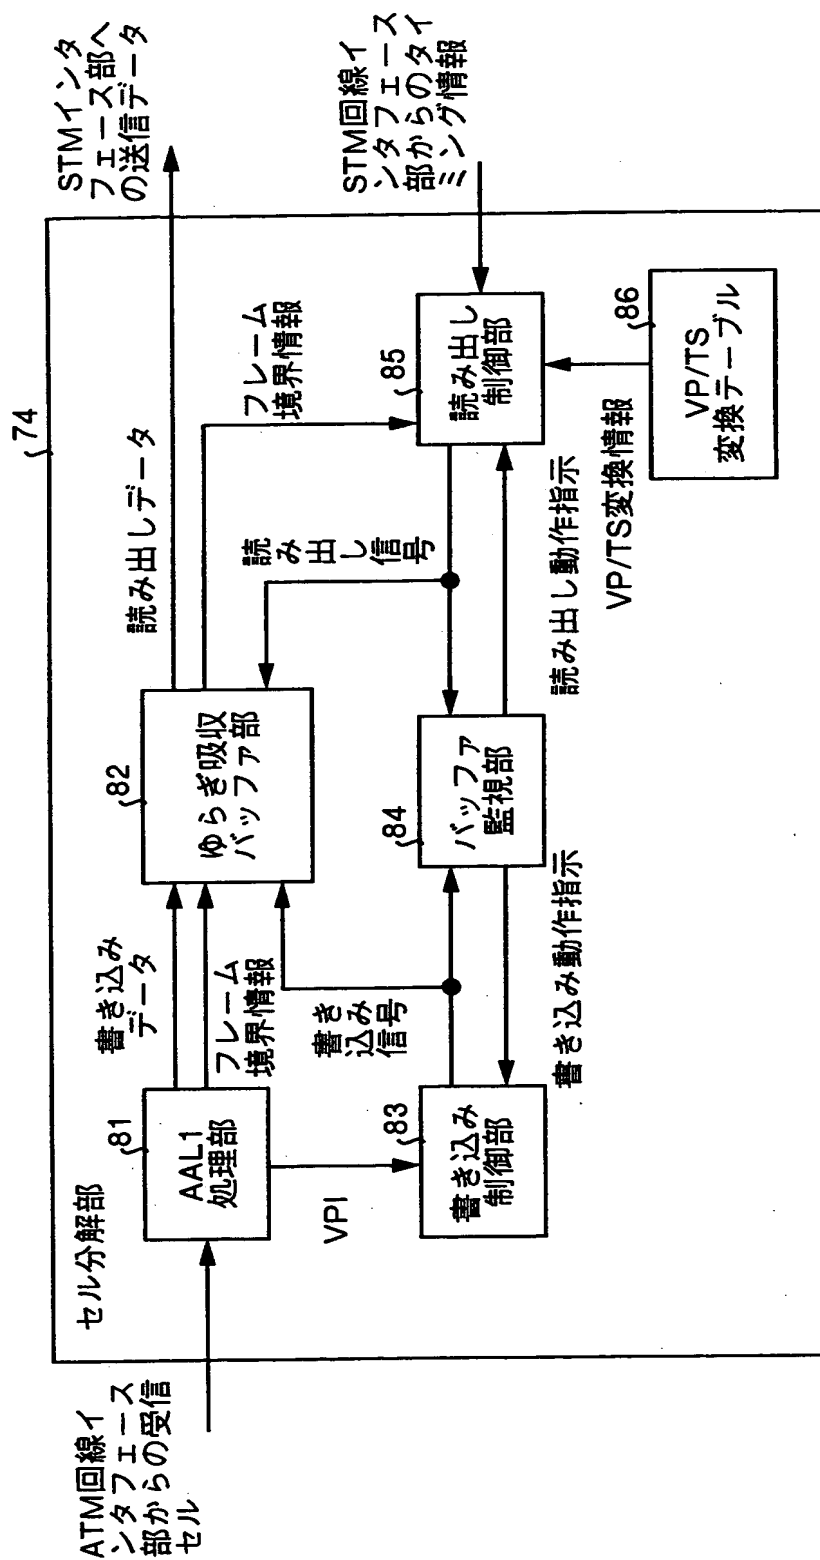 74
ATM回線イ
ンタフェース
部からの受信
セル
セル分解部
81
AAL1
処理部
書き込み
データ
フレーム
境界情報
VPI
83
書き込み
制御部
書き
込み
信号
書き込み動作指示
82
ゆらぎ吸収
バッファ部
84
バッファ
監視部
読み出しデータ
フレーム
境界情報
読
み出し
信号
読み出し動作指示
85
読み出し
制御部
VP/TS変換情報
86
VP/TS
変換テーブル
STMインタ
フェース部へ
の送信データ
STM回線イ
ンタフェース
部からのタイ
ミング情報